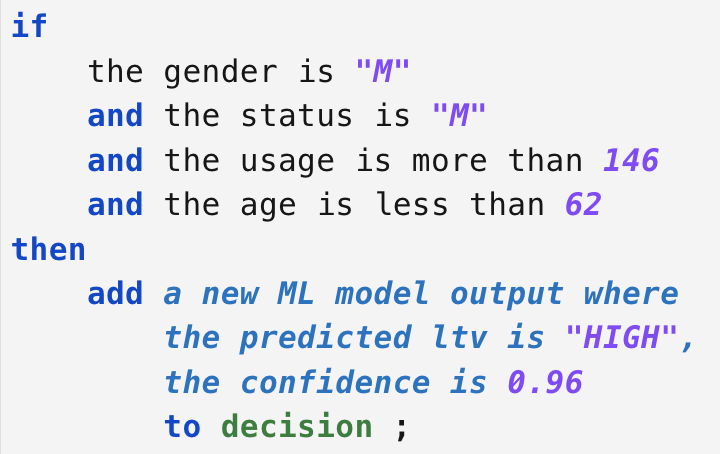 if
the gender is "M"
and the status is "M"
and the usage is more than 146
and the age is less than 62
then
add a new ML model output where
the predicted ltv is "HIGH",
the confidence is 0.96
to decision ;